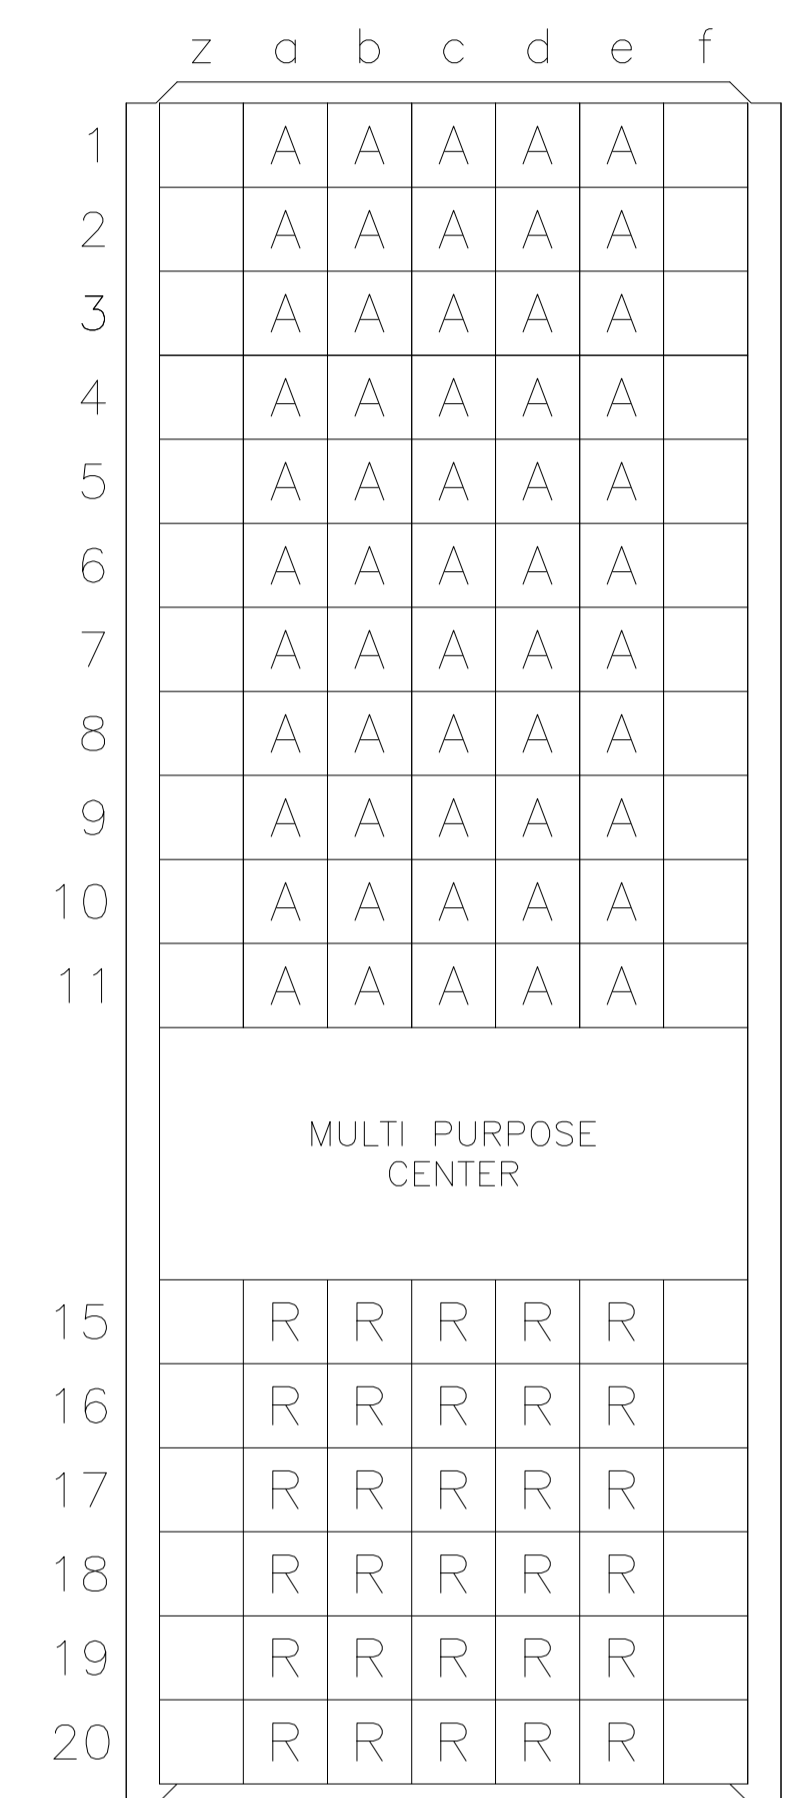 z a b c d e f
1 A A A A A
2 A A A A A
3 A A A A A
4 A A A A A
5 A A A A A
6 A A A A A
7 A A A A A
8 A A A A A
9 A A A A A
10 A A A A A
11 A A A A A
MULTI PURPOSE
CENTER
15 R R R R R
16 R R R R R
17 R R R R R
18 R R R R R
19 R R R R R
20 R R R R R